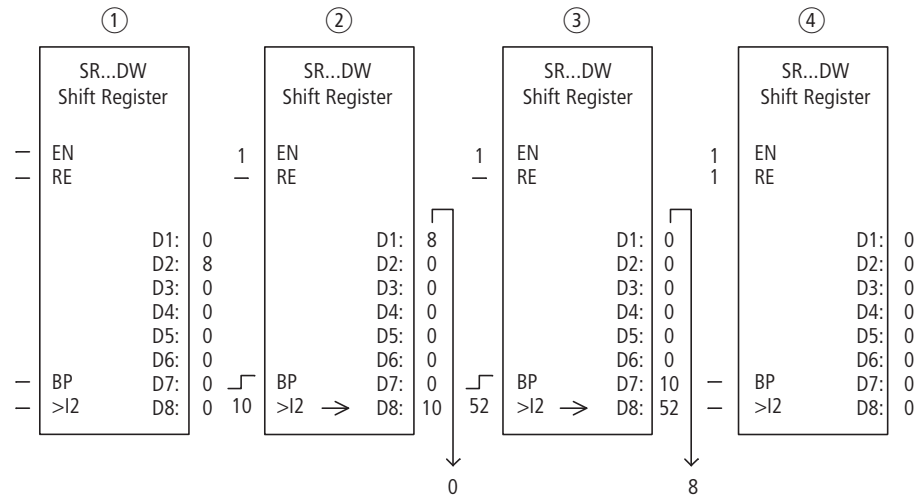 ① ② ③ ④
SR...DW SR...DW SR...DW SR...DW
Shift Register Shift Register Shift Register Shift Register
– EN 1 EN 1 EN 1 EN
– RE – RE – RE 1 RE
D1: 0 D1: 8 D1: 0 D1: 0
D2: 8 D2: 0 D2: 0 D2: 0
D3: 0 D3: 0 D3: 0 D3: 0
D4: 0 D4: 0 D4: 0 D4: 0
D5: 0 D5: 0 D5: 0 D5: 0
D6: 0 D6: 0 D6: 0 D6: 0
– BP D7: 0 BP D7: 0 BP D7: 10 – BP D7: 0
– >I2 D8: 0 10 >I2 → D8: 10 52 >I2 → D8: 52 – >I2 D8: 0
0 8